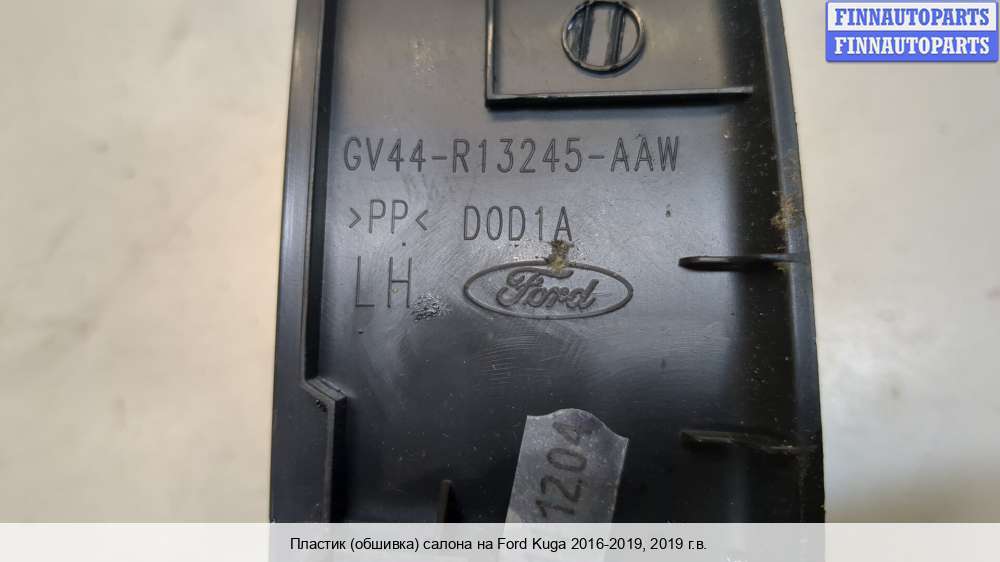 FINNAUTOPARTS
FINNAUTOPARTS
GV44-R13245-AAW
>PP< D0D1A
LH Ford
1204
Пластик (обшивка) салона на Ford Kuga 2016-2019, 2019 г.в.